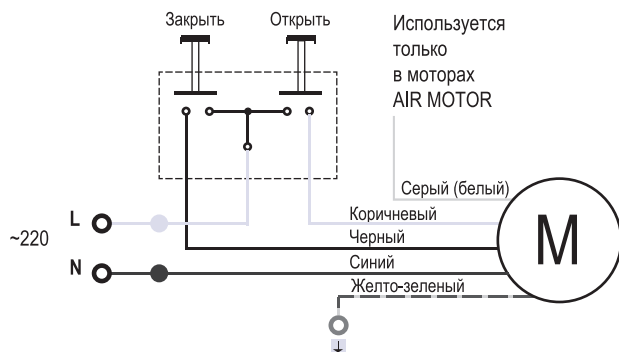 Закрыть
Открыть
Используется
только
в моторах
AIR MOTOR
Серый (белый)
L
Коричневый
~220
Черный
M
N
Синий
Желто-зеленый